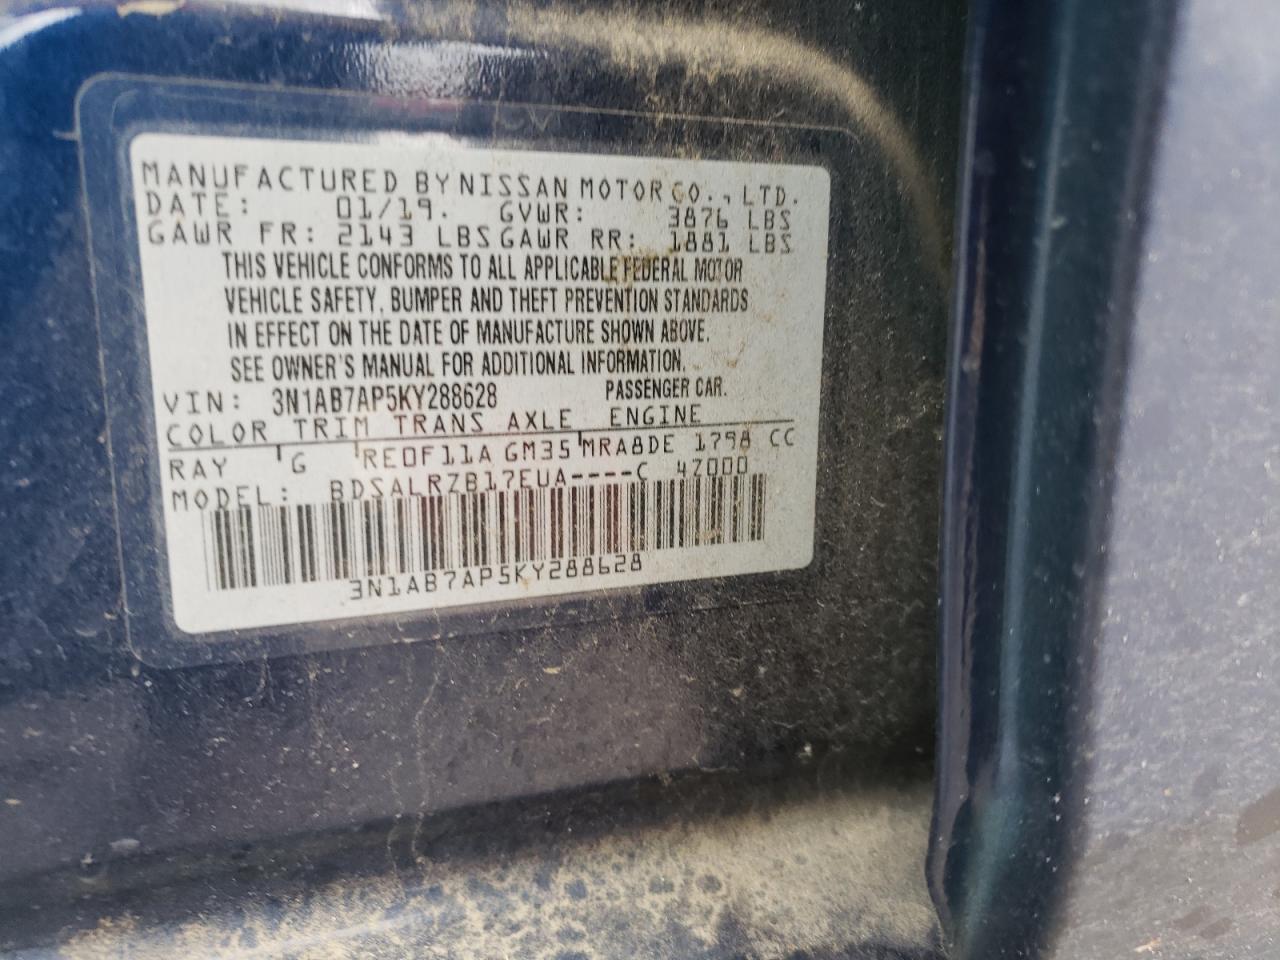 MANUFACTURED BY NISSAN MOTOR CO., LTD.
DATE: 01/19. GVWR: 3876 LBS
GAWR FR: 2143 LBS GAWR RR: 1881 LBS
THIS VEHICLE CONFORMS TO ALL APPLICABLE FEDERAL MOTOR
VEHICLE SAFETY, BUMPER AND THEFT PREVENTION STANDARDS
IN EFFECT ON THE DATE OF MANUFACTURE SHOWN ABOVE.
SEE OWNER'S MANUAL FOR ADDITIONAL INFORMATION.
VIN: 3N1AB7AP5KY288628 PASSENGER CAR.
COLOR TRIM TRANS AXLE ENGINE
RAY G RE0F11A GM35 MRA8DE 1798 CC
MODEL: BDSALRZB17EUA----C 4Z000
3N1AB7AP5KY288628